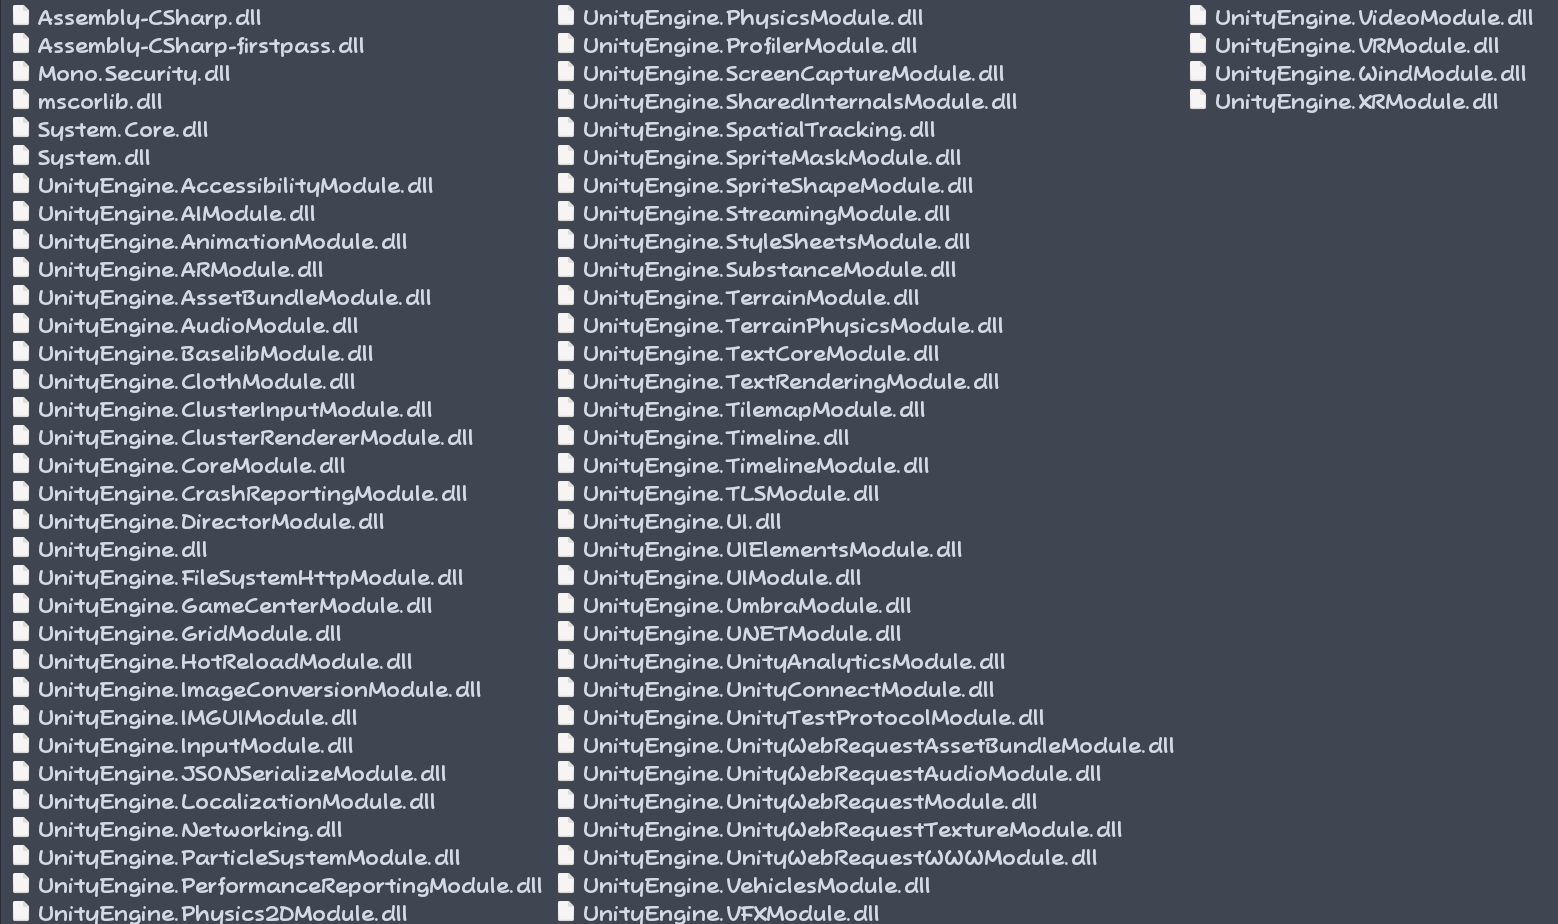 Assembly-CSharp.dll
Assembly-CSharp-firstpass.dll
Mono.Security.dll
mscorlib.dll
System.Core.dll
System.dll
UnityEngine.AccessibilityModule.dll
UnityEngine.AIModule.dll
UnityEngine.AnimationModule.dll
UnityEngine.ARModule.dll
UnityEngine.AssetBundleModule.dll
UnityEngine.AudioModule.dll
UnityEngine.BaselibModule.dll
UnityEngine.ClothModule.dll
UnityEngine.ClusterInputModule.dll
UnityEngine.ClusterRendererModule.dll
UnityEngine.CoreModule.dll
UnityEngine.CrashReportingModule.dll
UnityEngine.DirectorModule.dll
UnityEngine.dll
UnityEngine.FileSystemHttpModule.dll
UnityEngine.GameCenterModule.dll
UnityEngine.GridModule.dll
UnityEngine.HotReloadModule.dll
UnityEngine.ImageConversionModule.dll
UnityEngine.IMGUIModule.dll
UnityEngine.InputModule.dll
UnityEngine.JSONSerializeModule.dll
UnityEngine.LocalizationModule.dll
UnityEngine.Networking.dll
UnityEngine.ParticleSystemModule.dll
UnityEngine.PerformanceReportingModule.dll
UnityEngine.Physics2DModule.dll
UnityEngine.PhysicsModule.dll
UnityEngine.ProfilerModule.dll
UnityEngine.ScreenCaptureModule.dll
UnityEngine.SharedInternalsModule.dll
UnityEngine.SpatialTracking.dll
UnityEngine.SpriteMaskModule.dll
UnityEngine.SpriteShapeModule.dll
UnityEngine.StreamingModule.dll
UnityEngine.StyleSheetsModule.dll
UnityEngine.SubstanceModule.dll
UnityEngine.TerrainModule.dll
UnityEngine.TerrainPhysicsModule.dll
UnityEngine.TextCoreModule.dll
UnityEngine.TextRenderingModule.dll
UnityEngine.TilemapModule.dll
UnityEngine.Timeline.dll
UnityEngine.TimelineModule.dll
UnityEngine.TLSModule.dll
UnityEngine.UI.dll
UnityEngine.UIElementsModule.dll
UnityEngine.UIModule.dll
UnityEngine.UmbraModule.dll
UnityEngine.UNETModule.dll
UnityEngine.UnityAnalyticsModule.dll
UnityEngine.UnityConnectModule.dll
UnityEngine.UnityTestProtocolModule.dll
UnityEngine.UnityWebRequestAssetBundleModule.dll
UnityEngine.UnityWebRequestAudioModule.dll
UnityEngine.UnityWebRequestModule.dll
UnityEngine.UnityWebRequestTextureModule.dll
UnityEngine.UnityWebRequestWWWModule.dll
UnityEngine.VehiclesModule.dll
UnityEngine.VFXModule.dll
UnityEngine.VideoModule.dll
UnityEngine.VRModule.dll
UnityEngine.WindModule.dll
UnityEngine.XRModule.dll